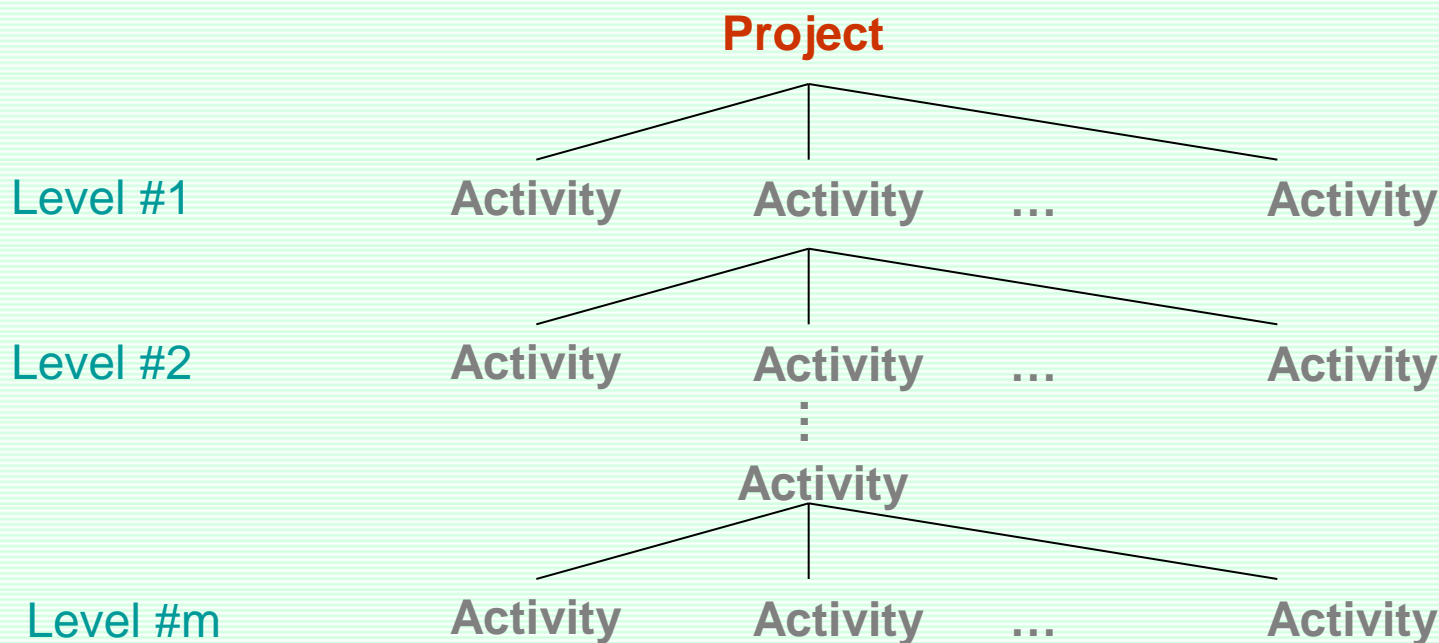 Project
Level #1 Activity Activity … Activity
Level #2 Activity Activity … Activity
⋮
Activity
Level #m Activity Activity … Activity